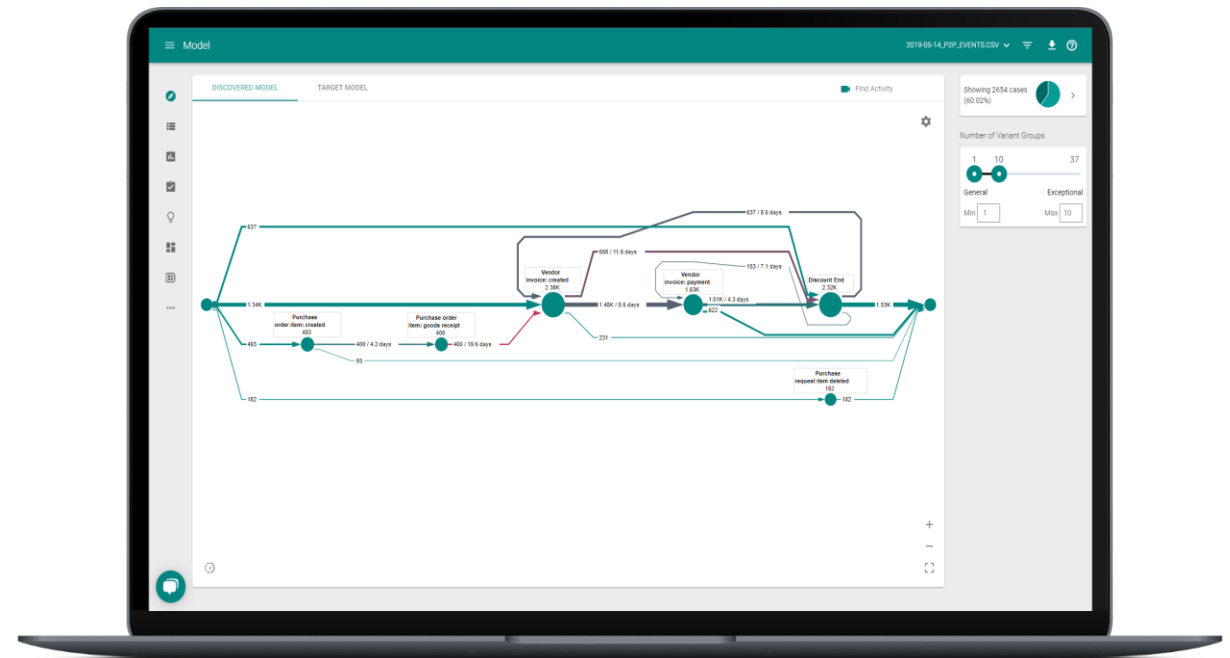 Model
2019-05-14_P2P_EVENTS.CSV
DISCOVERED MODEL
TARGET MODEL
Find Activity
Showing 2654 cases
(60.02%)
Number of Variant Groups
1
10
37
General
Exceptional
Min 1
Max 10
637 / 8.6 days
637
666 / 11.6 days
153 / 7.1 days
Vendor
invoice: created
2.38K
Vendor
invoice: payment
1.63K
Discount End
2.32K
1.34K
1.48K / 8.6 days
1.01K / 4.3 days
622
1.53K
Purchase
order item: created
493
Purchase order
item: goods receipt
400
231
493
400 / 4.2 days
400 / 19.6 days
93
Purchase
request item deleted
182
182
182